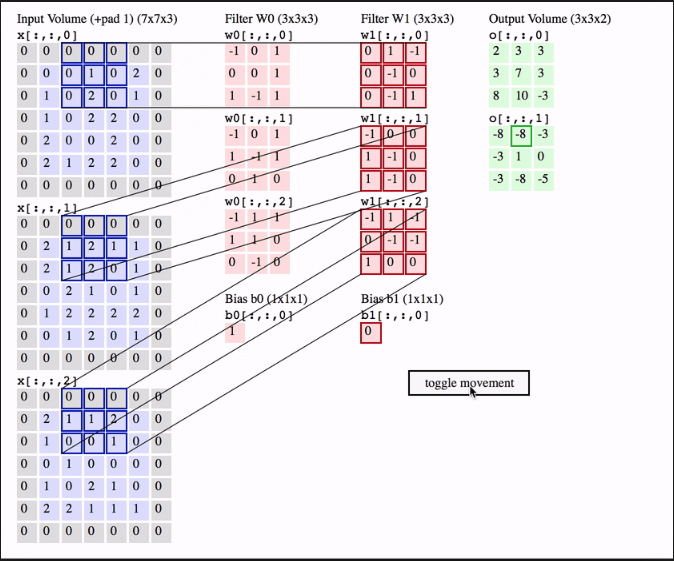 Input Volume (+pad 1) (7x7x3)
x[:,:,0]
0 0 0 0 0 0 0
0 0 0 1 0 2 0
0 1 0 2 0 1 0
0 1 0 2 2 0 0
0 2 0 0 2 0 0
0 2 1 2 2 0 0
0 0 0 0 0 0 0
x[:,:,1]
0 0 0 0 0 0 0
0 2 1 2 1 1 0
0 2 1 2 0 1 0
0 0 2 1 0 1 0
0 1 2 2 2 2 0
0 0 1 2 0 1 0
0 0 0 0 0 0 0
x[:,:,2]
0 0 0 0 0 0 0
0 2 1 1 2 0 0
0 1 0 0 1 0 0
0 0 1 0 0 0 0
0 1 0 2 1 0 0
0 2 2 1 1 1 0
0 0 0 0 0 0 0
Filter W0 (3x3x3)
w0[:,:,0]
-1 0 1
0 0 1
1 -1 1
w0[:,:,1]
-1 0 1
1 -1 1
0 1 0
w0[:,:,2]
-1 1 1
1 1 0
0 -1 0
Bias b0 (1x1x1)
b0[:,:,0]
1
Filter W1 (3x3x3)
w1[:,:,0]
0 1 -1
0 -1 0
0 -1 1
w1[:,:,1]
-1 0 0
1 -1 0
1 -1 0
w1[:,:,2]
-1 1 -1
0 -1 -1
1 0 0
Bias b1 (1x1x1)
b1[:,:,0]
0
Output Volume (3x3x2)
o[:,:,0]
2 3 3
3 7 3
8 10 -3
o[:,:,1]
-8 -8 -3
-3 1 0
-3 -8 -5
toggle movement